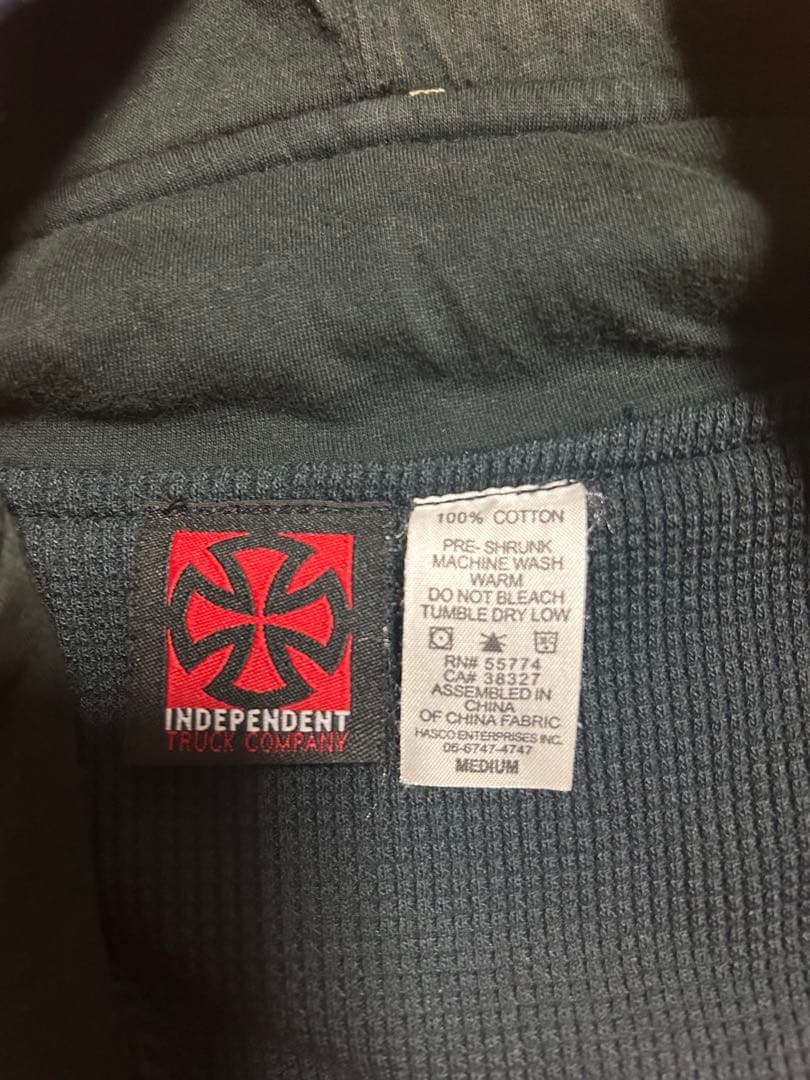 INDEPENDENT
TRUCK COMPANY
100% COTTON
PRE-SHRUNK
MACHINE WASH
WARM
DO NOT BLEACH
TUMBLE DRY LOW
RN# 55774
CA# 38327
ASSEMBLED IN
CHINA
OF CHINA FABRIC
HASCO ENTERPRISES INC.
06-6747-4747
MEDIUM